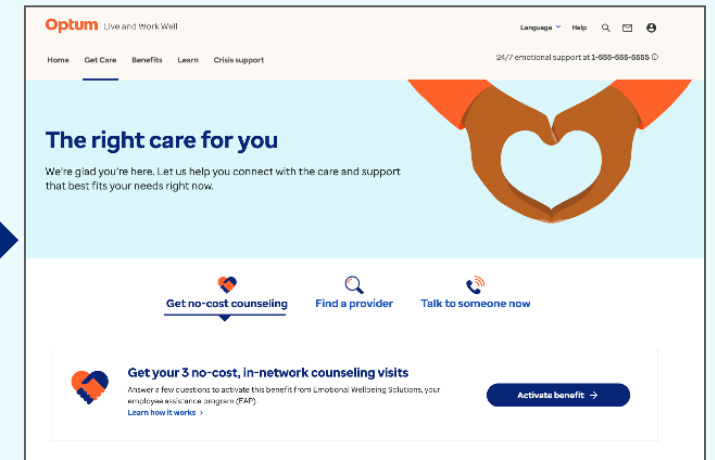 Optum Live and Work Well
Language Help
Home Get Care Benefits Learn Crisis support
24/7 emotional support at 1-555-555-5555
The right care for you
We're glad you're here. Let us help you connect with the care and support
that best fits your needs right now.
Get no-cost counseling Find a provider Talk to someone now
Get your 3 no-cost, in-network counseling visits
Answer a few questions to activate this benefit from Emotional Wellbeing Solutions, your
employee assistance program (EAP).
Learn how it works >
Activate benefit →